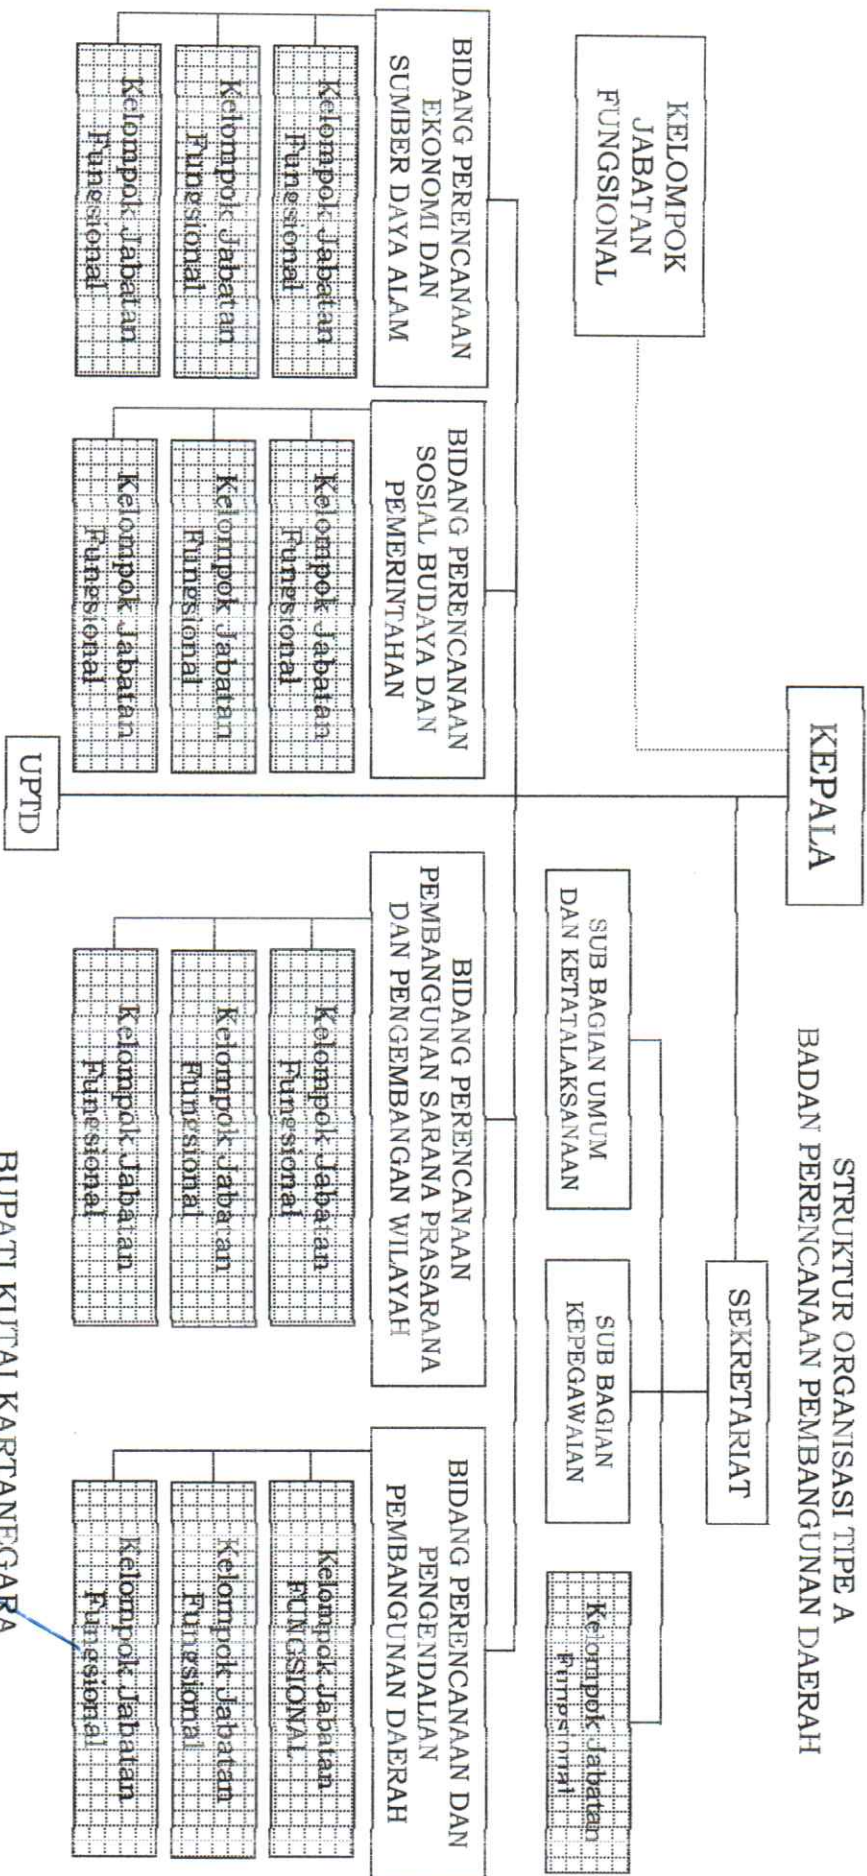 STRUKTUR ORGANISASI TIPE A
BADAN PERENCANAAN PEMBANGUNAN DAERAH
KEPALA
KELOMPOK
JABATAN
FUNGSIONAL
SEKRETARIAT
SUB BAGIAN UMUM
DAN KETATALAKSANAAN
SUB BAGIAN
KEPEGAWAIAN
Kelompok Jabatan
Fungsional
BIDANG PERENCANAAN
EKONOMI DAN
SUMBER DAYA ALAM
Kelompok Jabatan
Fungsional
Kelompok Jabatan
Fungsional
Kelompok Jabatan
Fungsional
BIDANG PERENCANAAN
SOSIAL BUDAYA DAN
PEMERINTAHAN
Kelompok Jabatan
Fungsional
Kelompok Jabatan
Fungsional
Kelompok Jabatan
Fungsional
BIDANG PERENCANAAN
PEMBANGUNAN SARANA PRASARANA
DAN PENGEMBANGAN WILAYAH
Kelompok Jabatan
Fungsional
Kelompok Jabatan
Fungsional
Kelompok Jabatan
Fungsional
BIDANG PERENCANAAN DAN
PENGENDALIAN
PEMBANGUNAN DAERAH
Kelompok Jabatan
FUNGSIONAL
Kelompok Jabatan
Fungsional
Kelompok Jabatan
Fungsional
UPTD
BUPATI KUTAI KARTANEGARA